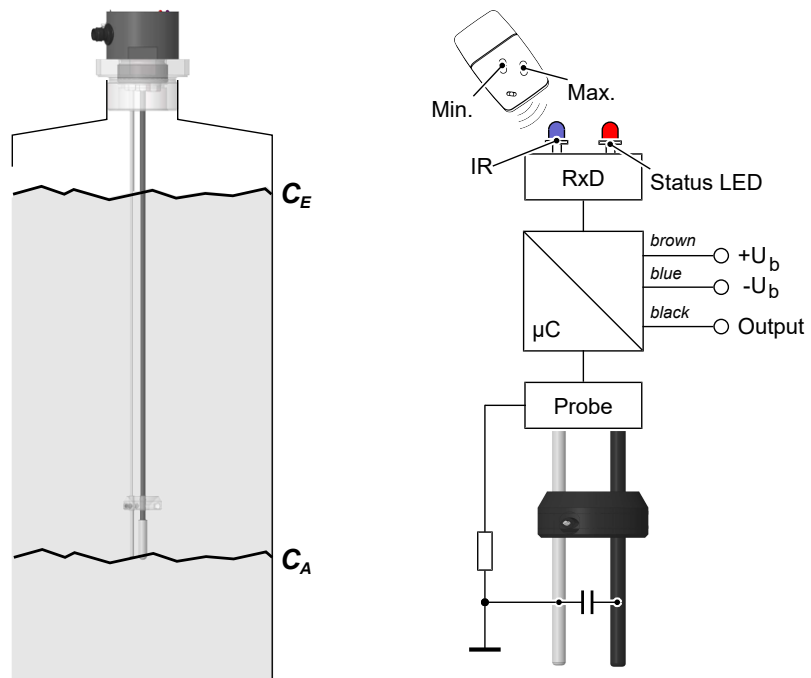 C_E
C_A
Min.
Max.
IR
RxD
Status LED
brown
+U_b
blue
-U_b
black
Output
µC
Probe